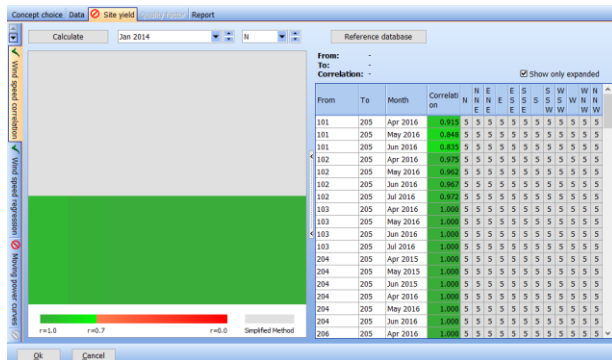 Concept choice Data Site yield Quality factor Report
Calculate Jan 2014 N Reference database
From: -
To: -
Correlation: - Show only expanded
Wind speed correlation
Wind speed regression
Moving power curves
From To Month Correlati on N NNE ENE E ESE SSE S SSW WSW W WNW NNW
101 205 Apr 2016 0.915 5 5 5 5 5 5 5 5 5 5 5 5
101 205 May 2016 0.848 5 5 5 5 5 5 5 5 5 5 5 5
101 205 Jun 2016 0.835 5 5 5 5 5 5 5 5 5 5 5 5
102 205 Apr 2016 0.975 5 5 5 5 5 5 5 5 5 5 5 5
102 205 May 2016 0.962 5 5 5 5 5 5 5 5 5 5 5 5
102 205 Jun 2016 0.967 5 5 5 5 5 5 5 5 5 5 5 5
102 205 Jul 2016 0.972 5 5 5 5 5 5 5 5 5 5 5 5
103 205 Apr 2016 1.000 5 5 5 5 5 5 5 5 5 5 5 5
103 205 May 2016 1.000 5 5 5 5 5 5 5 5 5 5 5 5
103 205 Jun 2016 1.000 5 5 5 5 5 5 5 5 5 5 5 5
103 205 Jul 2016 1.000 5 5 5 5 5 5 5 5 5 5 5 5
204 205 Apr 2015 1.000 5 5 5 5 5 5 5 5 5 5 5 5
204 205 May 2015 1.000 5 5 5 5 5 5 5 5 5 5 5 5
204 205 Jun 2015 1.000 5 5 5 5 5 5 5 5 5 5 5 5
204 205 Apr 2016 1.000 5 5 5 5 5 5 5 5 5 5 5 5
204 205 May 2016 1.000 5 5 5 5 5 5 5 5 5 5 5 5
204 205 Jun 2016 1.000 5 5 5 5 5 5 5 5 5 5 5 5
206 205 Apr 2016 1.000 5 5 5 5 5 5 5 5 5 5 5 5
r=1.0 r=0.7 r=0.0 Simplified Method
Ok Cancel